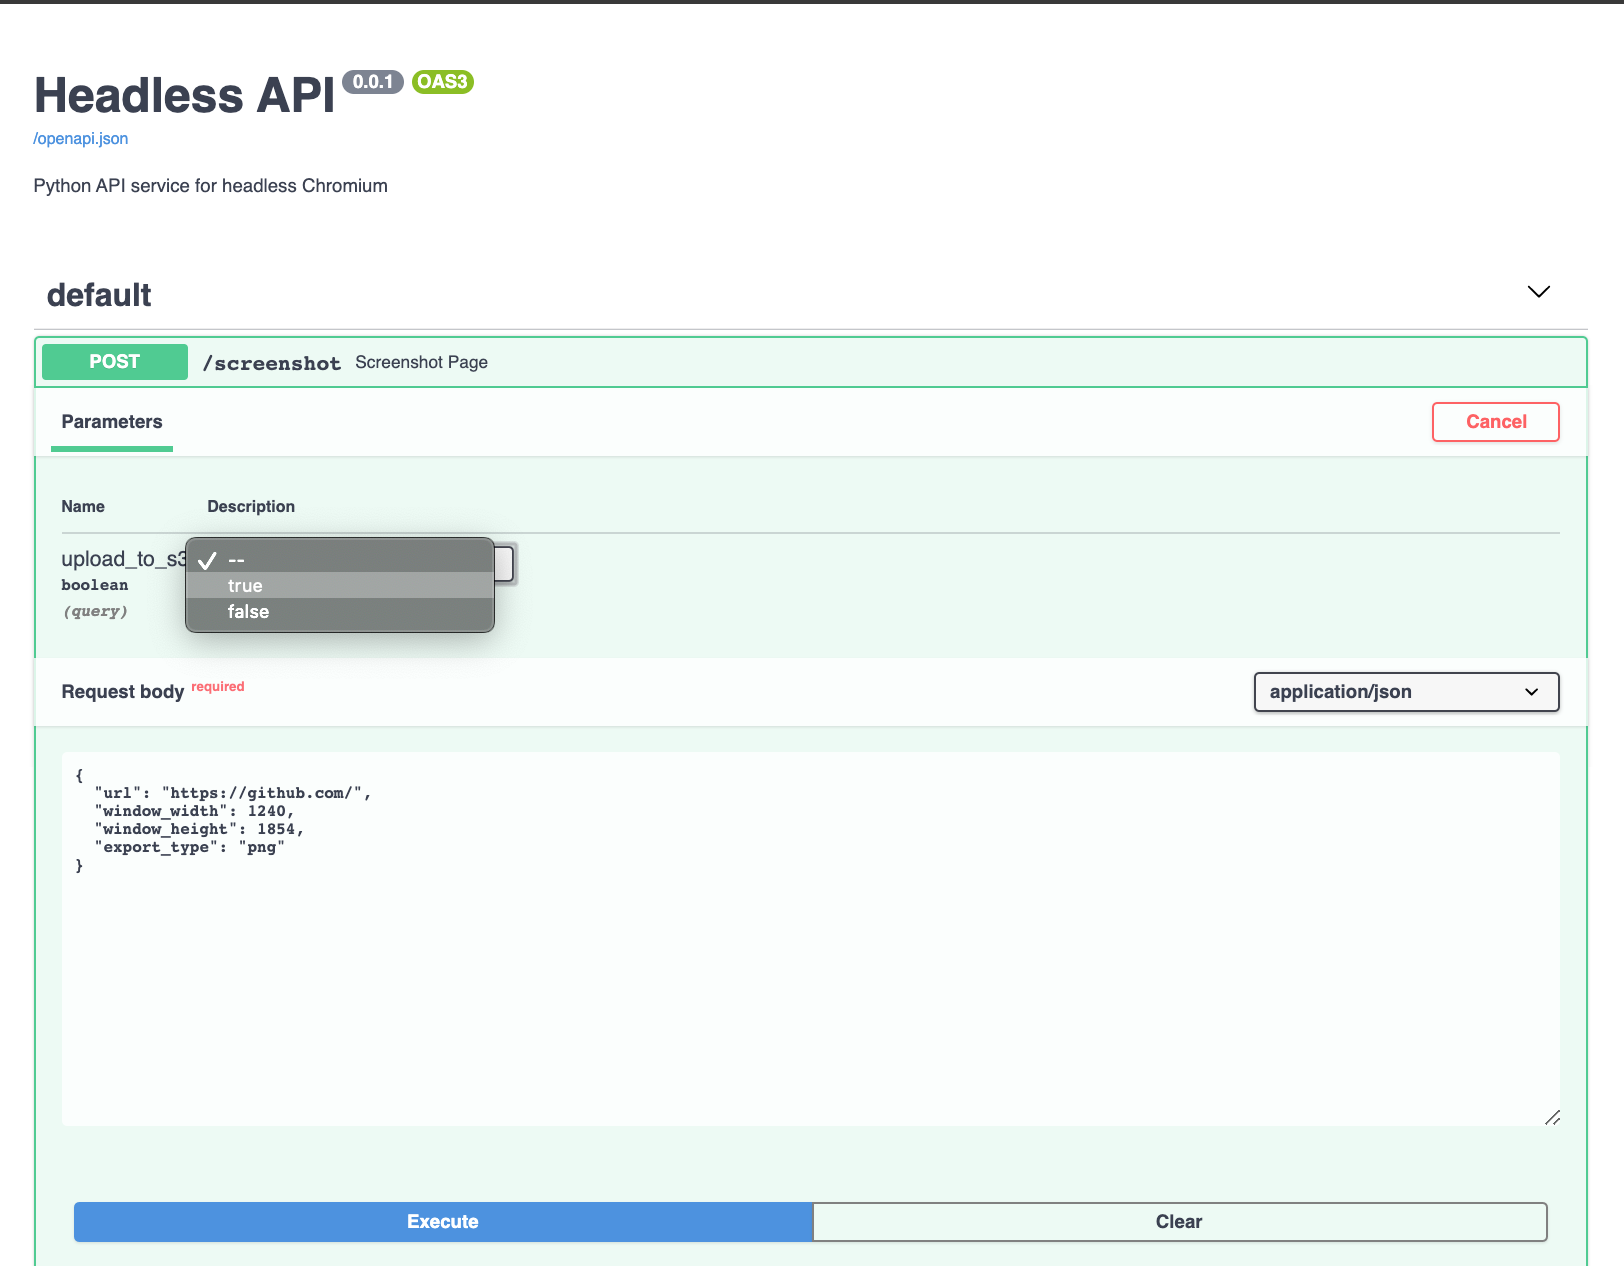 Headless API 0.0.1 OAS3
/openapi.json
Python API service for headless Chromium
default
POST /screenshot Screenshot Page
Parameters
Cancel
Name Description
upload_to_s3
boolean
(query)
--
true
false
Request body required
application/json
{
  "url": "https://github.com/",
  "window_width": 1240,
  "window_height": 1854,
  "export_type": "png"
}
Execute
Clear